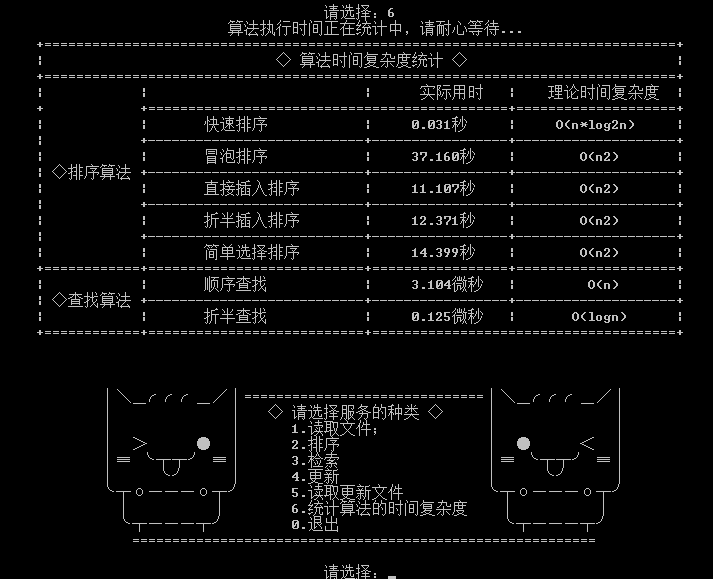 请选择：6
算法执行时间正在统计中，请耐心等待...
◇ 算法时间复杂度统计 ◇
实际用时 理论时间复杂度
快速排序 0.031秒 O(n*log2n)
冒泡排序 37.160秒 O(n2)
◇排序算法
直接插入排序 11.107秒 O(n2)
折半插入排序 12.371秒 O(n2)
简单选择排序 14.399秒 O(n2)
顺序查找 3.104微秒 O(n)
◇查找算法
折半查找 0.125微秒 O(logn)
◇ 请选择服务的种类 ◇
1.读取文件;
2.排序
3.检索
4.更新
5.读取更新文件
6.统计算法的时间复杂度
0.退出
请选择：